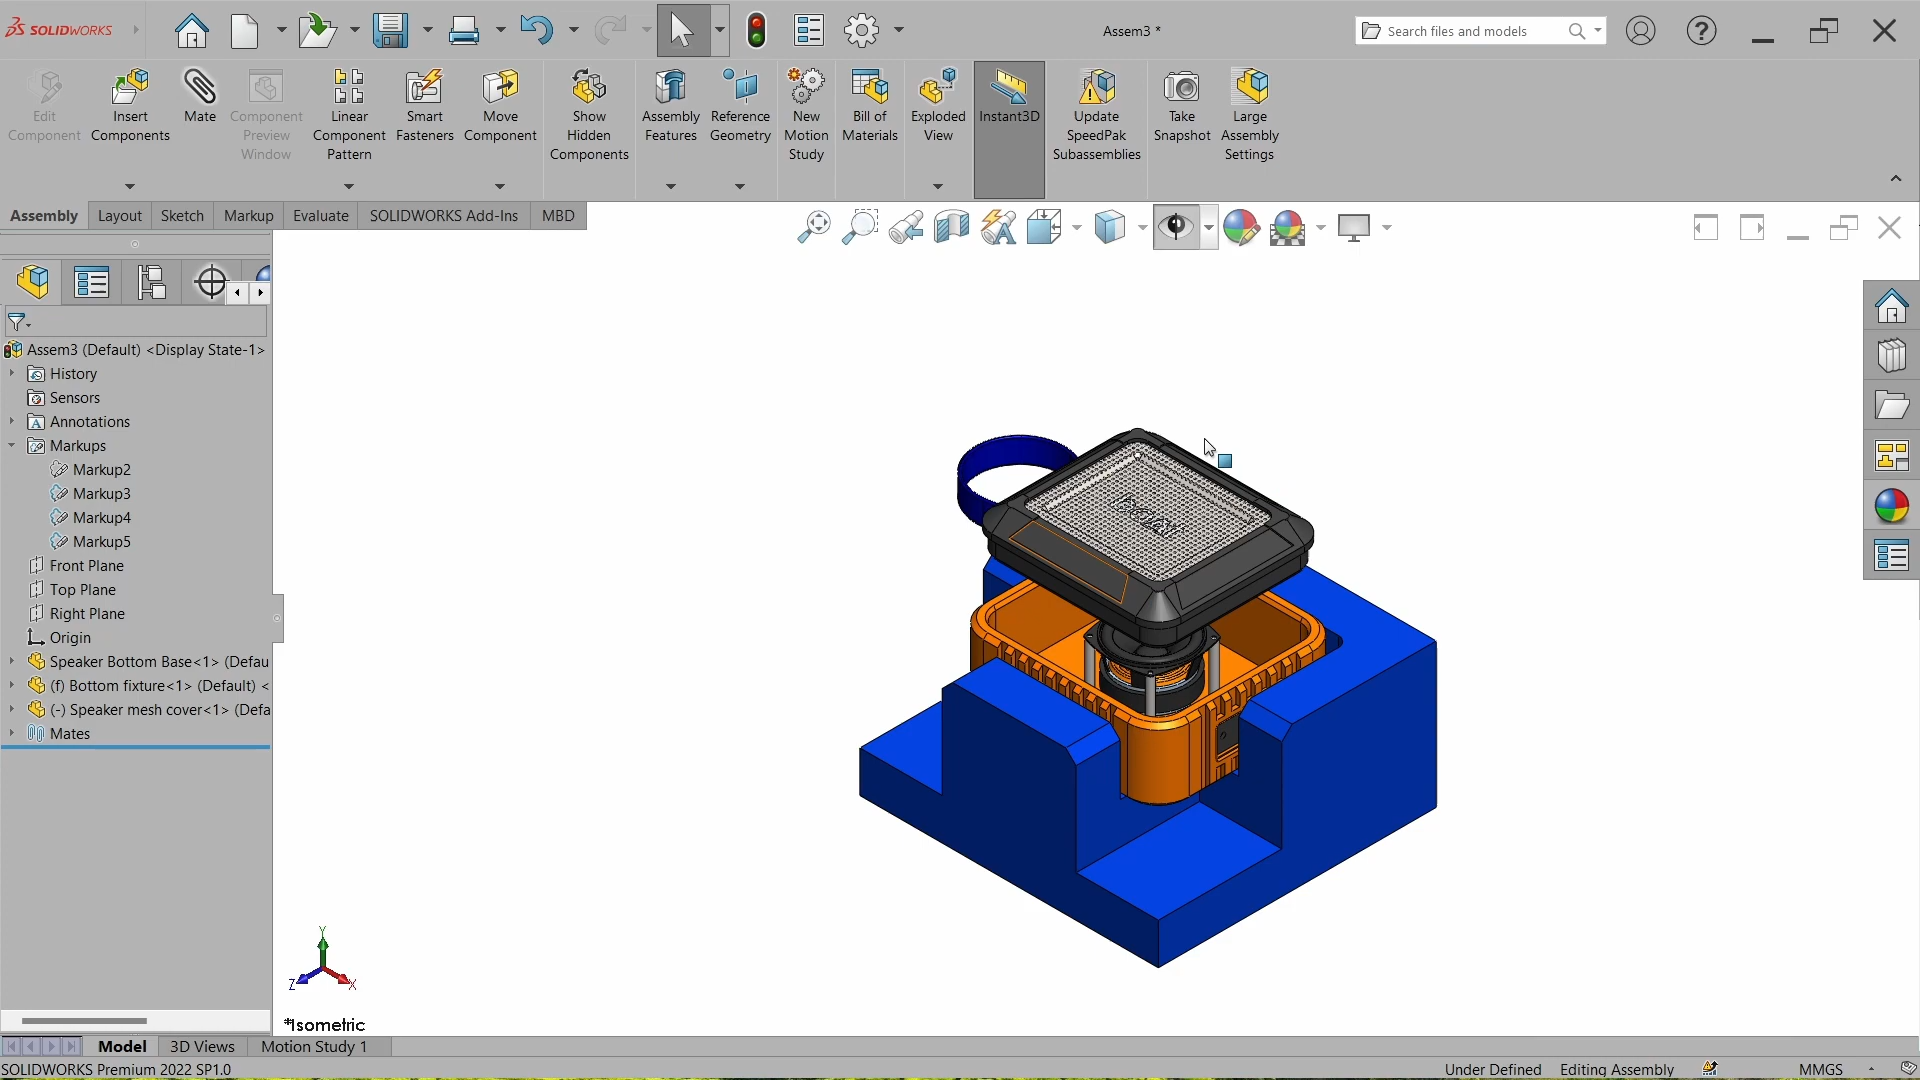 SOLIDWORKS
Assem3 *
Search files and models
Edit
Component
Insert
Components
Mate
Component
Preview
Window
Linear
Component
Pattern
Smart
Fasteners
Move
Component
Show
Hidden
Components
Assembly
Features
Reference
Geometry
New
Motion
Study
Bill of
Materials
Exploded
View
Instant3D
Update
SpeedPak
Subassemblies
Take
Snapshot
Large
Assembly
Settings
Assembly
Layout
Sketch
Markup
Evaluate
SOLIDWORKS Add-Ins
MBD
Assem3 (Default) <Display State-1>
History
Sensors
Annotations
Markups
Markup2
Markup3
Markup4
Markup5
Front Plane
Top Plane
Right Plane
Origin
Speaker Bottom Base<1> (Defau
(f) Bottom fixture<1> (Default) <
(-) Speaker mesh cover<1> (Defa
Mates
Y
Z
X
*Isometric
Model
3D Views
Motion Study 1
SOLIDWORKS Premium 2022 SP1.0
Under Defined
Editing Assembly
MMGS